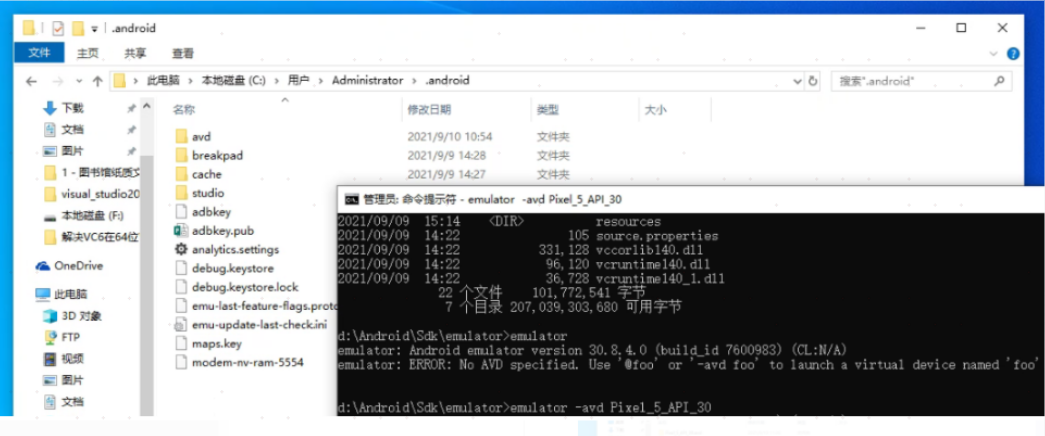 .android
文件 主页 共享 查看
此电脑 › 本地磁盘 (C:) › 用户 › Administrator › .android
搜索".android"
下载
文档
图片
1 - 图书馆纸质文
visual_studio20
本地磁盘 (F:)
解决VC6在64位
OneDrive
此电脑
3D 对象
FTP
视频
图片
文档
名称 修改日期 类型 大小
avd 2021/9/10 10:54 文件夹
breakpad 2021/9/9 14:28 文件夹
cache 2021/9/9 14:27 文件夹
studio
adbkey
adbkey.pub
analytics.settings
debug.keystore
debug.keystore.lock
emu-last-feature-flags.proto
emu-update-last-check.ini
maps.key
modem-nv-ram-5554
管理员: 命令提示符 - emulator -avd Pixel_5_API_30
2021/09/09 15:14 <DIR> resources
2021/09/09 14:22 105 source.properties
2021/09/09 14:22 331,128 vccorlib140.dll
2021/09/09 14:22 96,120 vcruntime140.dll
2021/09/09 14:22 36,728 vcruntime140_1.dll
22 个文件 101,772,541 字节
7 个目录 207,039,303,680 可用字节
d:\Android\Sdk\emulator>emulator
emulator: Android emulator version 30.8.4.0 (build_id 7600983) (CL:N/A)
emulator: ERROR: No AVD specified. Use '@foo' or '-avd foo' to launch a virtual device named 'foo'
d:\Android\Sdk\emulator>emulator -avd Pixel_5_API_30